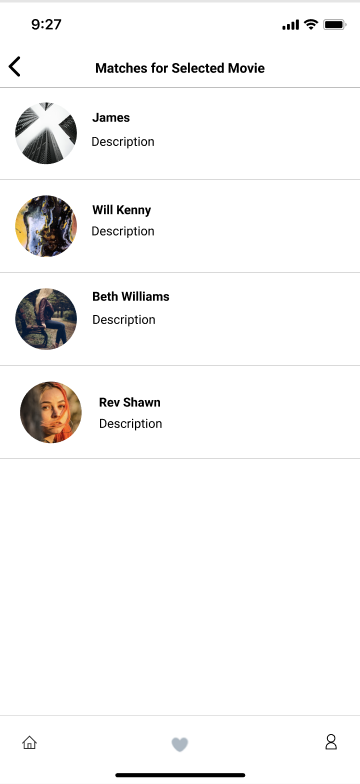 9:27
Matches for Selected Movie
James
Description
Will Kenny
Description
Beth Williams
Description
Rev Shawn
Description